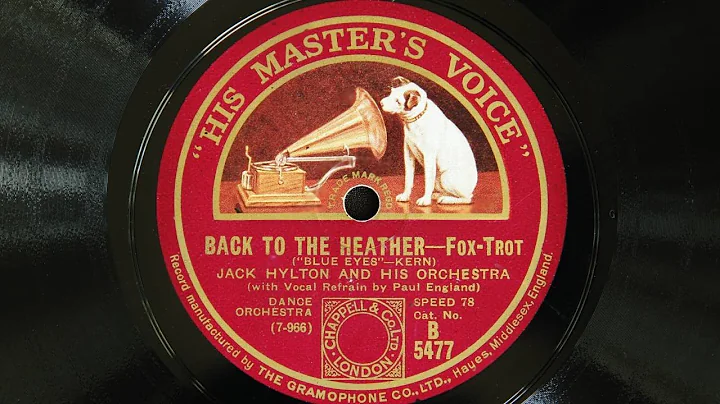 "HIS MASTER'S VOICE"
TRADE MARK REGD
BACK TO THE HEATHER—FOX-TROT
("BLUE EYES"—KERN)
JACK HYLTON AND HIS ORCHESTRA
(with Vocal Refrain by Paul England)
DANCE
ORCHESTRA
(7-966)
CHAPPELL & CO LTD
LONDON
SPEED 78
Cat. No.
B
5477
Record manufactured by THE GRAMOPHONE CO., LTD., Hayes, Middlesex, England.